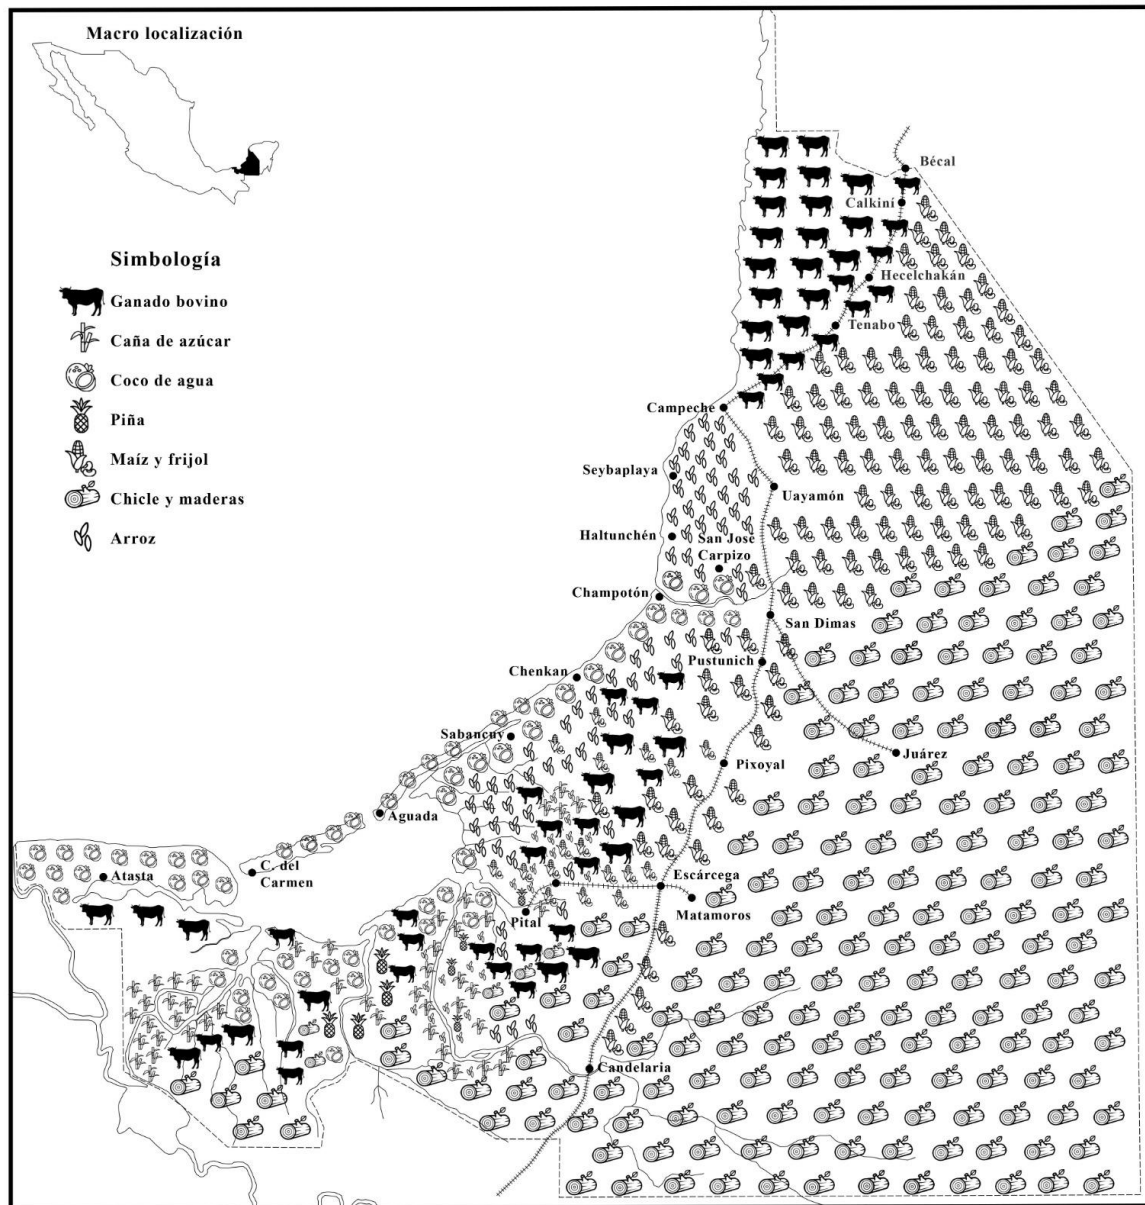 Macro localización
Simbología
Ganado bovino
Caña de azúcar
Coco de agua
Piña
Maíz y frijol
Chicle y maderas
Arroz
Bécal
Calkiní
Hecelchakán
Tenabo
Campeche
Seybaplaya
Uayamón
Haltunchén
San José
Carpizo
Champotón
San Dimas
Pustunich
Chenkan
Sabancuy
Juárez
Pixoyal
Aguada
C. del
Carmen
Atasta
Escárcega
Matamoros
Pital
Candelaria